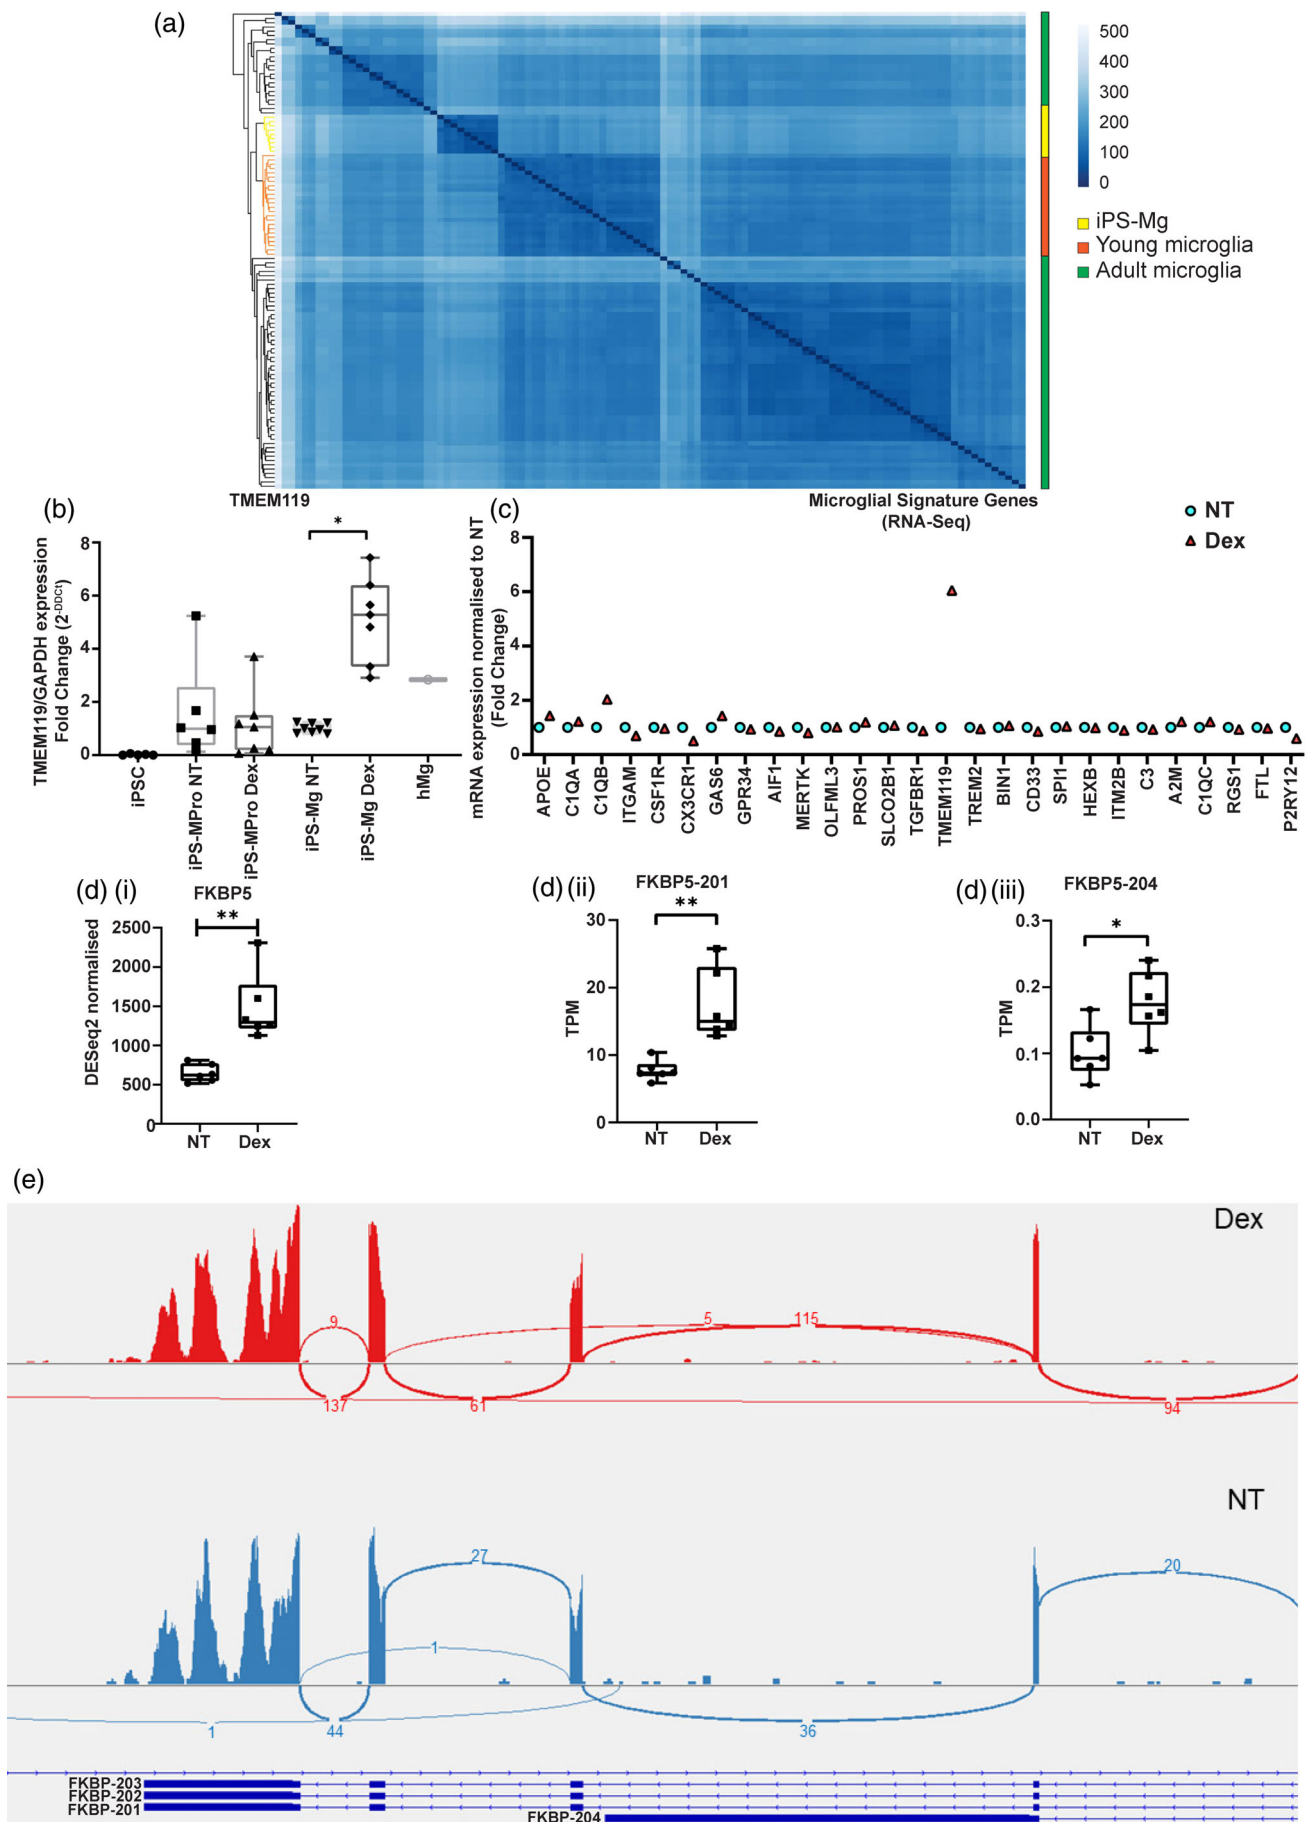 (a)
500
400
300
200
100
0
iPS-Mg
Young microglia
Adult microglia
(b)
TMEM119
TMEM119/GAPDH expression
Fold Change (2-DDCt)
8
6
4
2
0
*
iPSC
iPS-MPro NT
iPS-MPro Dex
iPS-Mg NT
iPS-Mg Dex
hMg
(c)
Microglial Signature Genes
(RNA-Seq)
NT
Dex
mRNA expression normalised to NT
(Fold Change)
8
6
4
2
0
APOE
C1QA
C1QB
ITGAM
CSF1R
CX3CR1
GAS6
GPR34
AIF1
MERTK
OLFML3
PROS1
SLCO2B1
TGFBR1
TMEM119
TREM2
BIN1
CD33
SPI1
HEXB
ITM2B
C3
A2M
C1QC
RGS1
FTL
P2RY12
(d) (i)
FKBP5
**
DESeq2 normalised
2500
2000
1500
1000
500
0
NT
Dex
(d) (ii)
FKBP5-201
**
TPM
30
20
10
0
NT
Dex
(d) (iii)
FKBP5-204
*
TPM
0.3
0.2
0.1
0.0
NT
Dex
(e)
Dex
9
5
115
137
61
94
NT
27
20
1
1
44
36
FKBP-203
FKBP-202
FKBP-201
FKBP-204